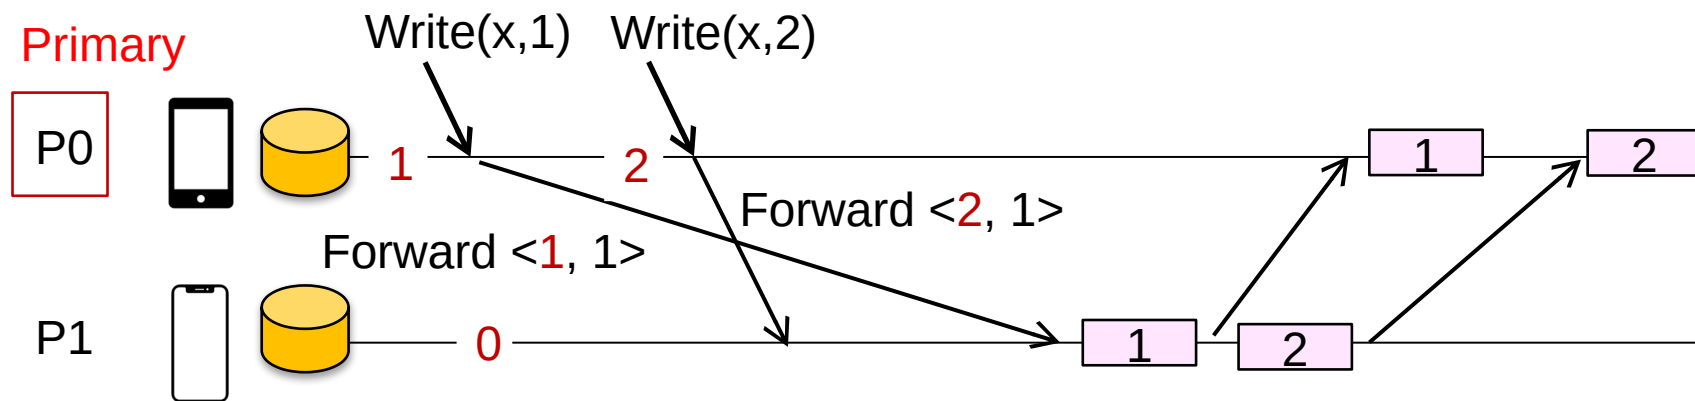 Primary
Write(x,1) Write(x,2)
P0 1 2 1 2
Forward <2, 1>
Forward <1, 1>
P1 0 1 2